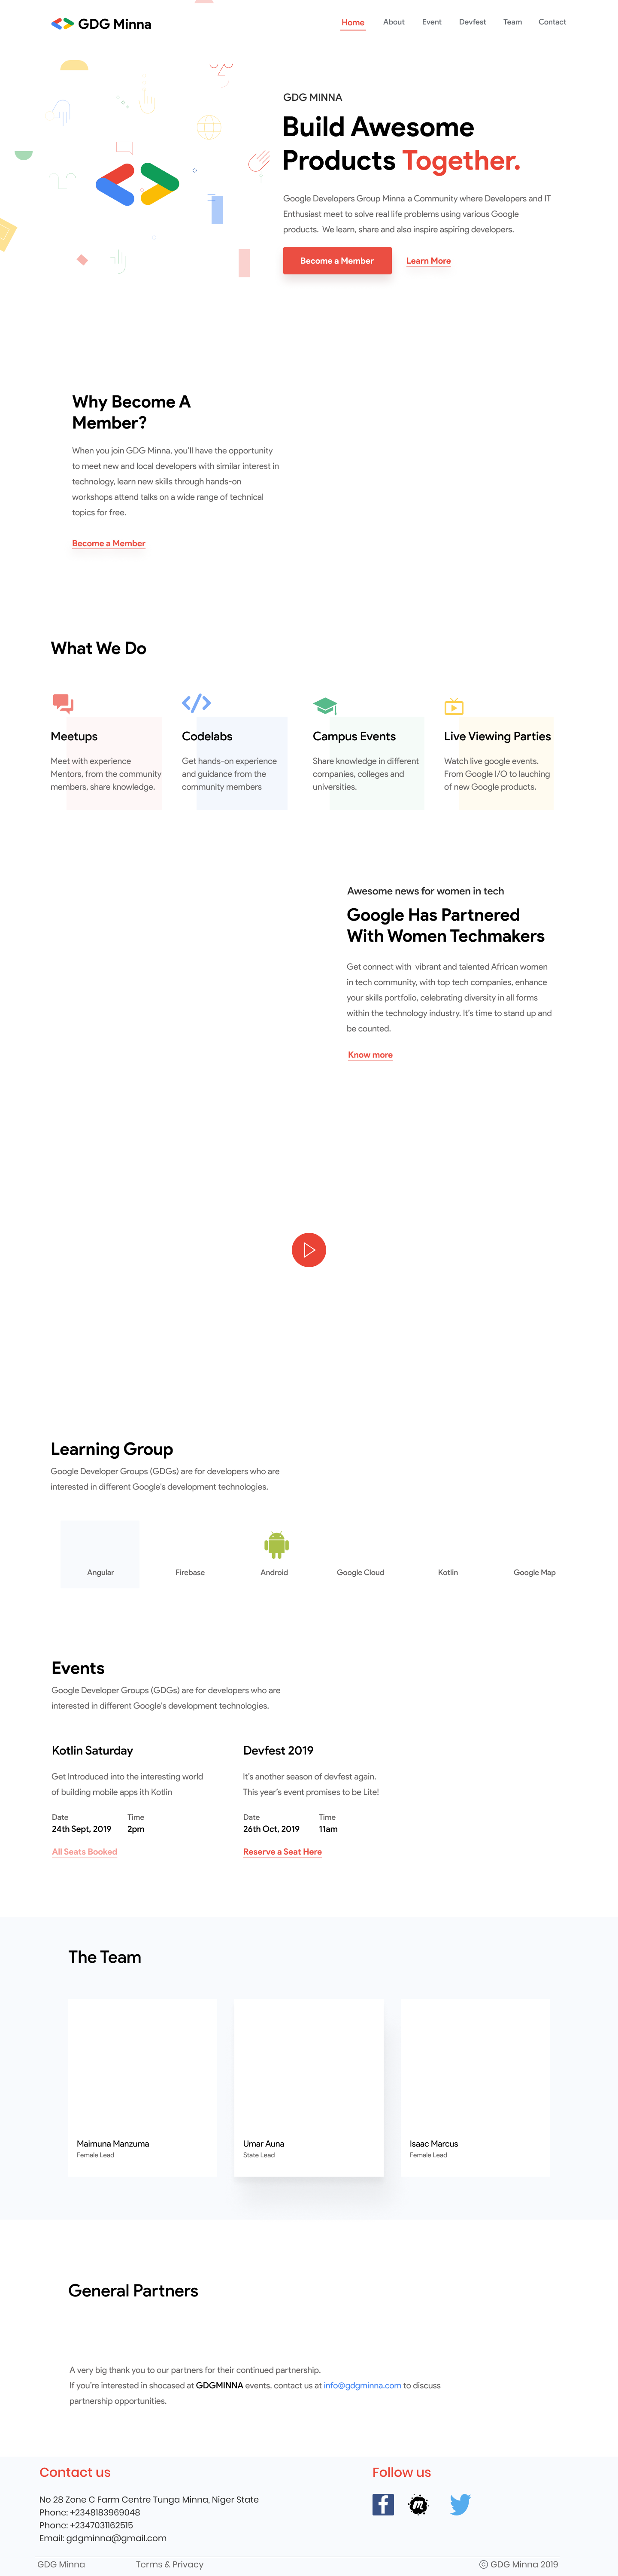 GDG Minna
Home
About
Event
Devfest
Team
Contact
GDG MINNA
Build Awesome
Products Together.
Google Developers Group Minna a Community where Developers and IT
Enthusiast meet to solve real life problems using various Google
products. We learn, share and also inspire aspiring developers.
Become a Member
Learn More
Why Become A
Member?
When you join GDG Minna, you'll have the opportunity
to meet new and local developers with similar interest in
technology, learn new skills through hands-on
workshops attend talks on a wide range of technical
topics for free.
Become a Member
What We Do
Meetups
Meet with experience
Mentors, from the community
members, share knowledge.
Codelabs
Get hands-on experience
and guidance from the
community members
Campus Events
Share knowledge in different
companies, colleges and
universities.
Live Viewing Parties
Watch live google events.
From Google I/O to lauching
of new Google products.
Awesome news for women in tech
Google Has Partnered
With Women Techmakers
Get connect with vibrant and talented African women
in tech community, with top tech companies, enhance
your skills portfolio, celebrating diversity in all forms
within the technology industry. It's time to stand up and
be counted.
Know more
Learning Group
Google Developer Groups (GDGs) are for developers who are
interested in different Google's development technologies.
Angular
Firebase
Android
Google Cloud
Kotlin
Google Map
Events
Google Developer Groups (GDGs) are for developers who are
interested in different Google's development technologies.
Kotlin Saturday
Get Introduced into the interesting world
of building mobile apps ith Kotlin
Date
Time
24th Sept, 2019
2pm
All Seats Booked
Devfest 2019
It's another season of devfest again.
This year's event promises to be Lite!
Date
Time
26th Oct, 2019
11am
Reserve a Seat Here
The Team
Maimuna Manzuma
Female Lead
Umar Auna
State Lead
Isaac Marcus
Female Lead
General Partners
A very big thank you to our partners for their continued partnership.
If you're interested in shocased at GDGMINNA events, contact us at info@gdgminna.com to discuss
partnership opportunities.
Contact us
No 28 Zone C Farm Centre Tunga Minna, Niger State
Phone: +2348183969048
Phone: +2347031162515
Email: gdgminna@gmail.com
Follow us
GDG Minna
Terms & Privacy
© GDG Minna 2019